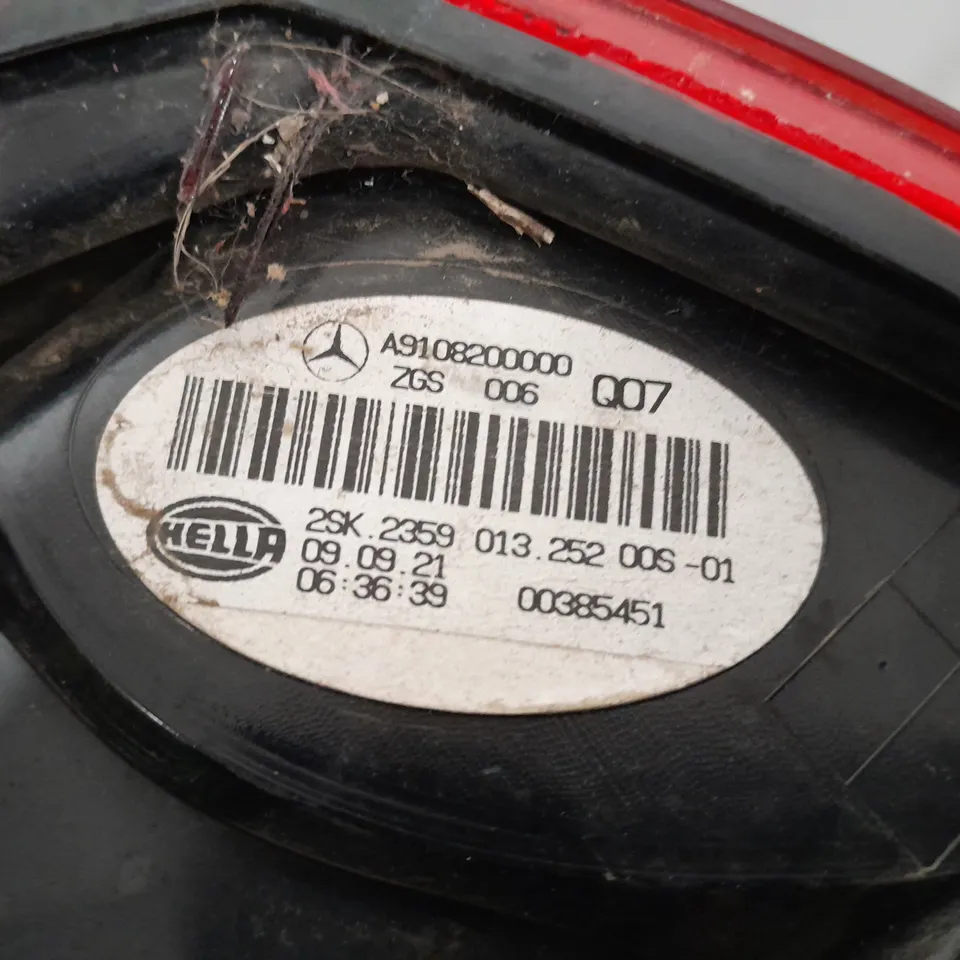 A9108200000
ZGS 006 Q07
HELLA
2SK.2359 013.252 00S-01
09.09.21
06:36:39 00385451